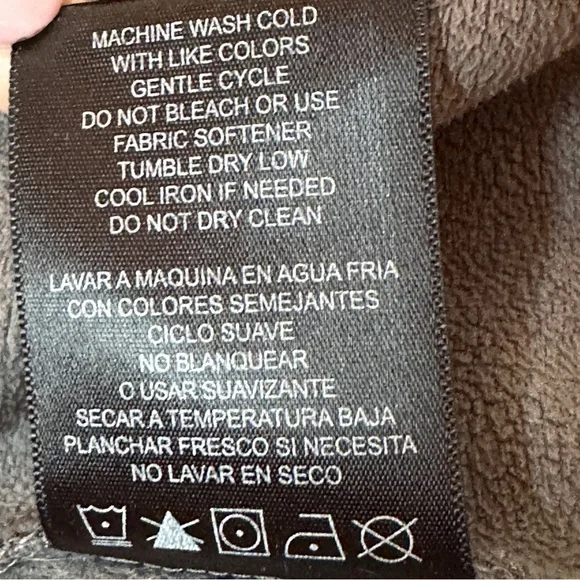 MACHINE WASH COLD
WITH LIKE COLORS
GENTLE CYCLE
DO NOT BLEACH OR USE
FABRIC SOFTENER
TUMBLE DRY LOW
COOL IRON IF NEEDED
DO NOT DRY CLEAN
LAVAR A MAQUINA EN AGUA FRIA
CON COLORES SEMEJANTES
CICLO SUAVE
NO BLANQUEAR
O USAR SUAVIZANTE
SECAR A TEMPERATURA BAJA
PLANCHAR FRESCO SI NECESITA
NO LAVAR EN SECO